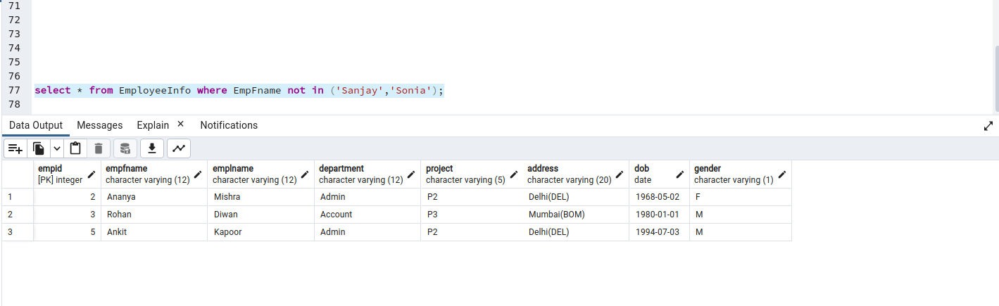 71
72
73
74
75
76
77 select * from EmployeeInfo where EmpFname not in ('Sanjay','Sonia');
78
Data Output Messages Explain × Notifications
empid empfname emplname department project address dob gender
[PK] integer character varying (12) character varying (12) character varying (12) character varying (5) character varying (20) date character varying (1)
1 2 Ananya Mishra Admin P2 Delhi(DEL) 1968-05-02 F
2 3 Rohan Diwan Account P3 Mumbai(BOM) 1980-01-01 M
3 5 Ankit Kapoor Admin P2 Delhi(DEL) 1994-07-03 M